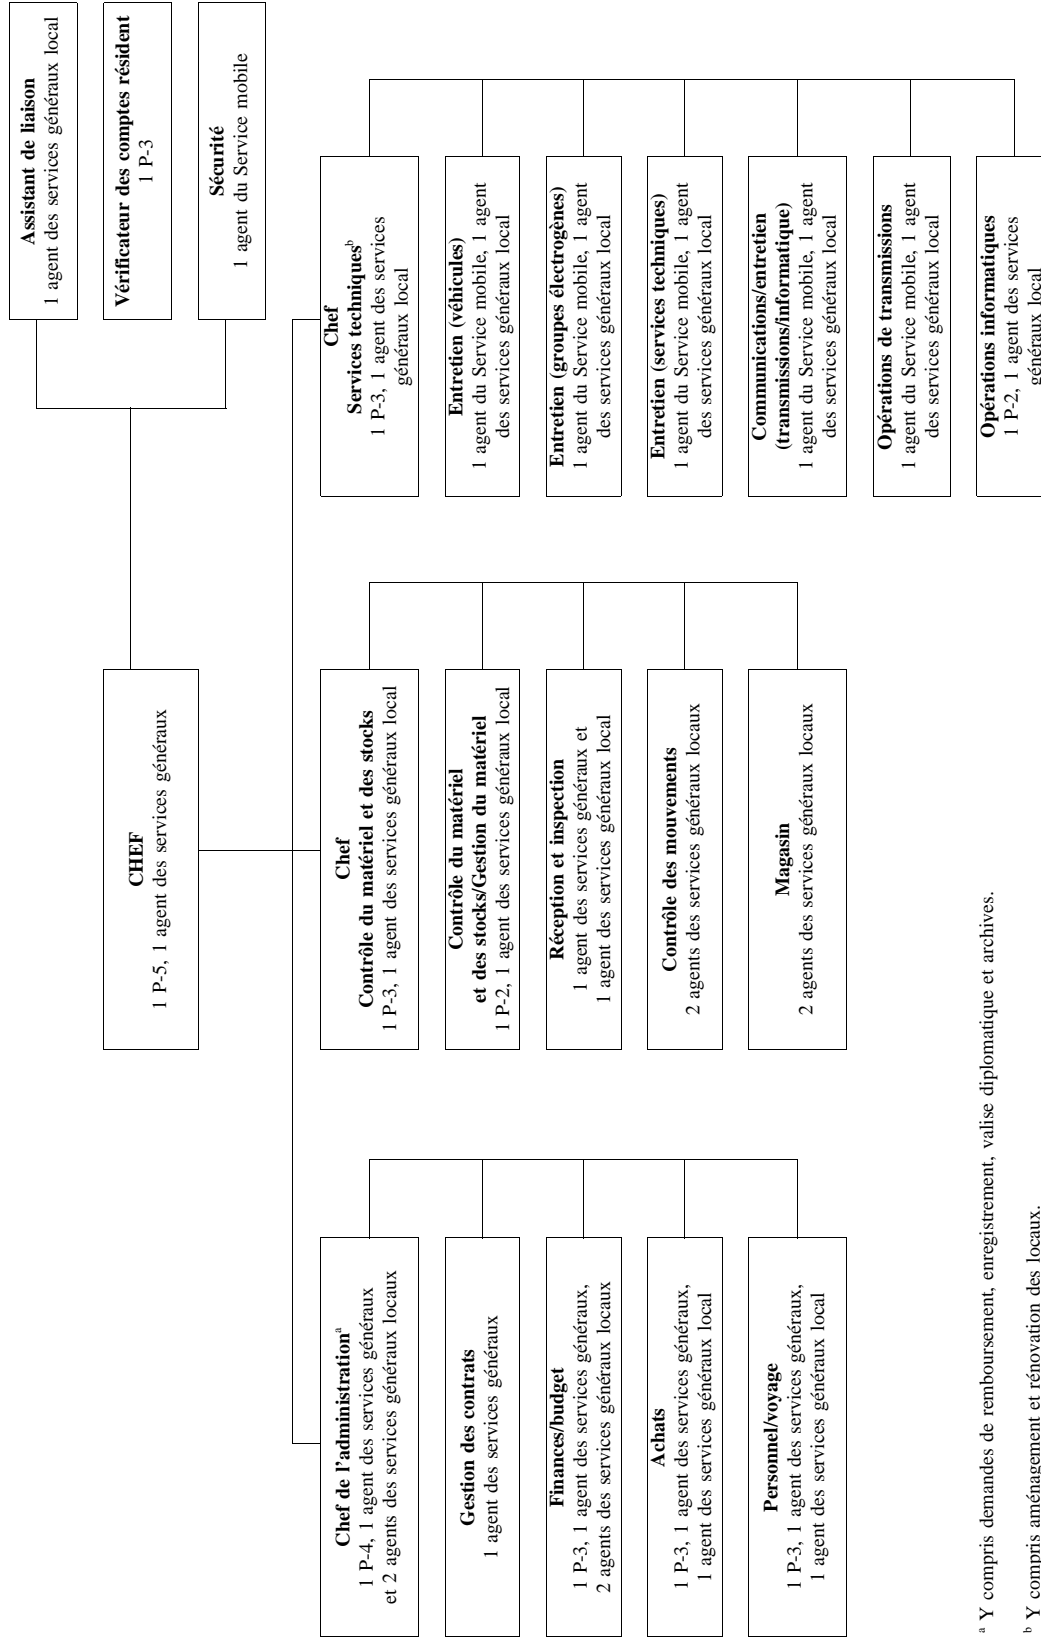 Assistant de liaison
1 agent des services généraux local
Vérificateur des comptes résident
1 P-3
Sécurité
1 agent du Service mobile
CHEF
1 P-5, 1 agent des services généraux
Chef de l'administrationᵃ
1 P-4, 1 agent des services généraux
et 2 agents des services généraux locaux
Gestion des contrats
1 agent des services généraux
Finances/budget
1 P-3, 1 agent des services généraux,
2 agents des services généraux locaux
Achats
1 P-3, 1 agent des services généraux,
1 agent des services généraux local
Personnel/voyage
1 P-3, 1 agent des services généraux,
1 agent des services généraux local
Chef
Contrôle du matériel et des stocks
1 P-3, 1 agent des services généraux local
Contrôle du matériel
et des stocks/Gestion du matériel
1 P-2, 1 agent des services généraux local
Réception et inspection
1 agent des services généraux et
1 agent des services généraux local
Contrôle des mouvements
2 agents des services généraux locaux
Magasin
2 agents des services généraux locaux
Chef
Services techniquesᵇ
1 P-3, 1 agent des services
généraux local
Entretien (véhicules)
1 agent du Service mobile, 1 agent
des services généraux local
Entretien (groupes électrogènes)
1 agent du Service mobile, 1 agent
des services généraux local
Entretien (services techniques)
1 agent du Service mobile, 1 agent
des services généraux local
Communications/entretien
(transmissions/informatique)
1 agent du Service mobile, 1 agent
des services généraux local
Opérations de transmissions
1 agent du Service mobile, 1 agent
des services généraux local
Opérations informatiques
1 P-2, 1 agent des services
généraux local
ᵃ Y compris demandes de remboursement, enregistrement, valise diplomatique et archives.
ᵇ Y compris aménagement et rénovation des locaux.